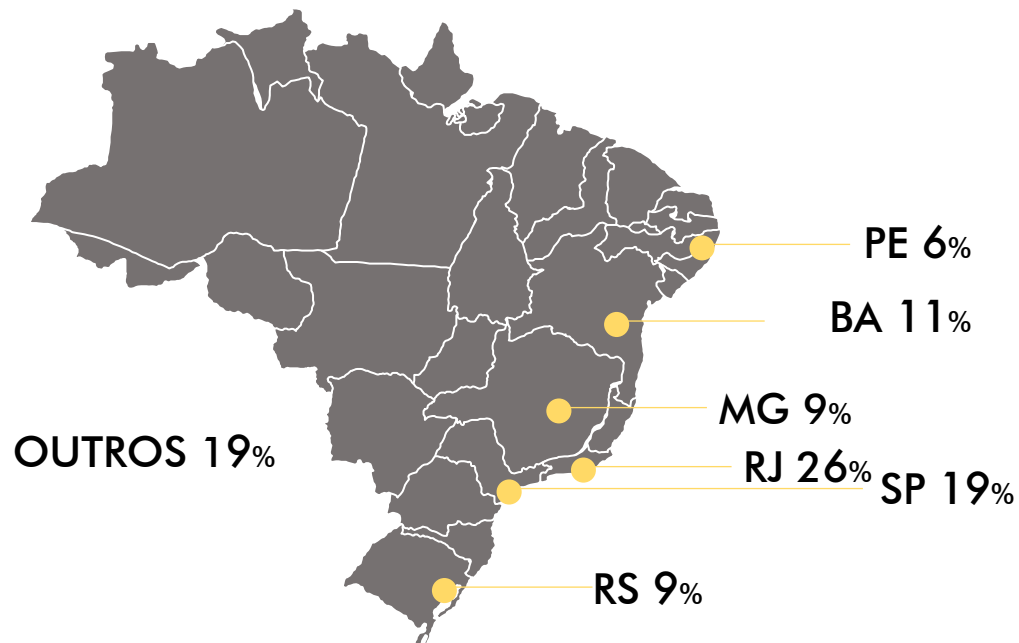 PE 6%
BA 11%
MG 9%
OUTROS 19%
RJ 26%
SP 19%
RS 9%